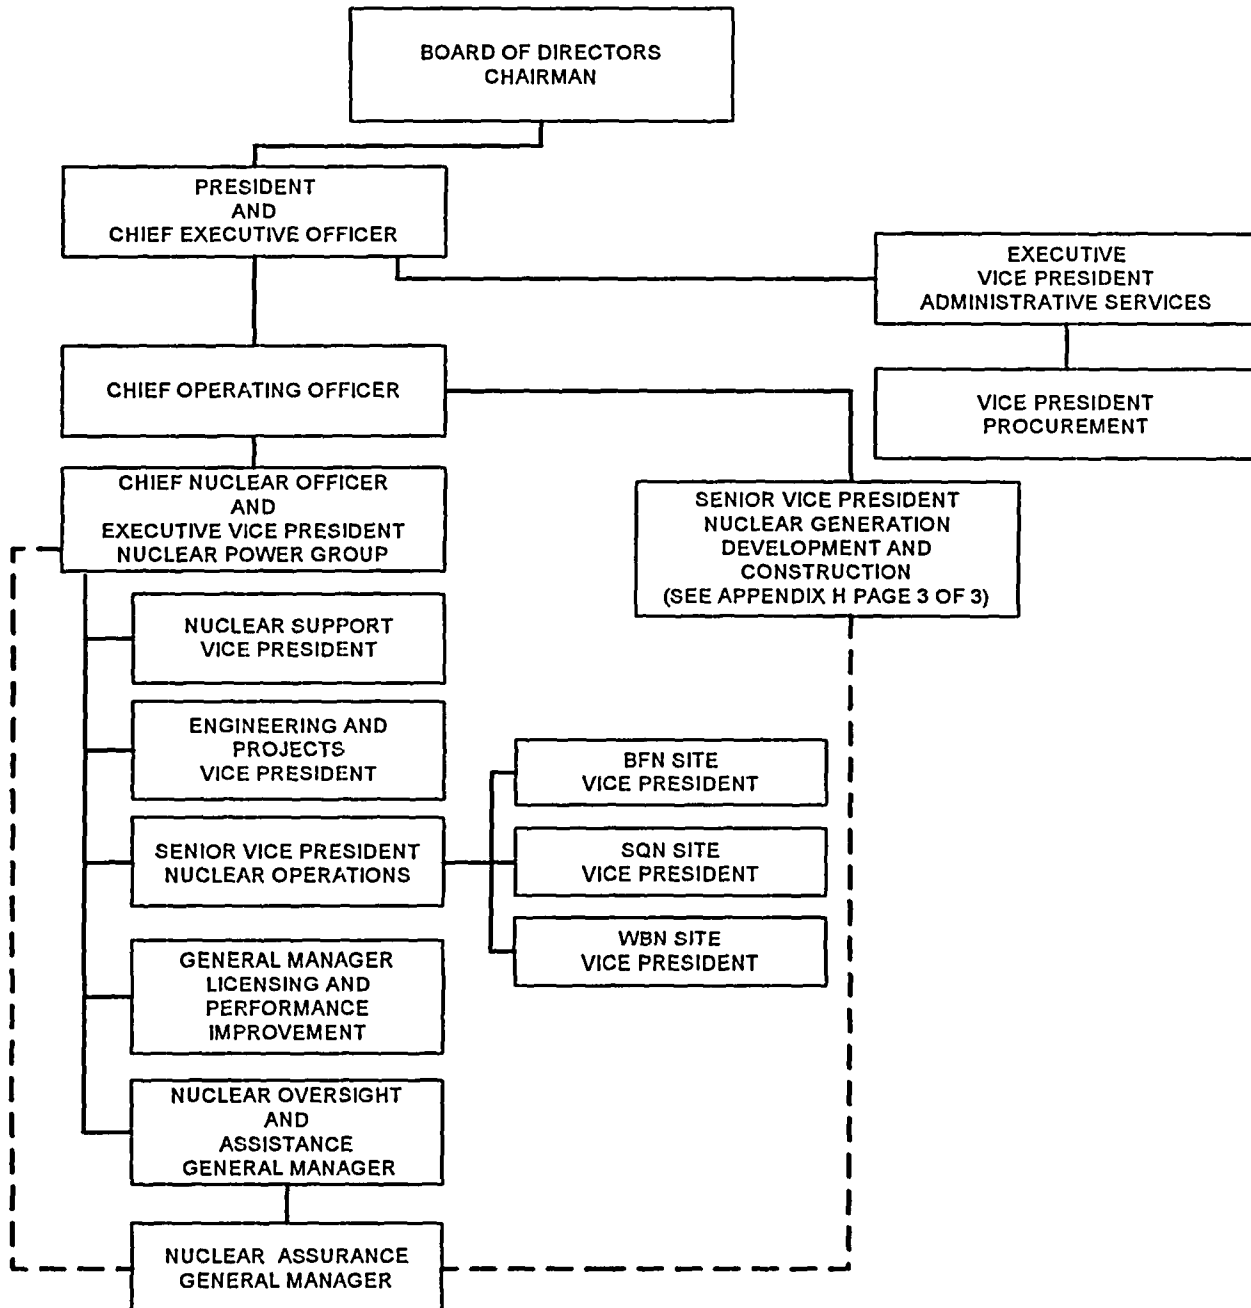 BOARD OF DIRECTORS
CHAIRMAN
PRESIDENT
AND
CHIEF EXECUTIVE OFFICER
EXECUTIVE
VICE PRESIDENT
ADMINISTRATIVE SERVICES
CHIEF OPERATING OFFICER
VICE PRESIDENT
PROCUREMENT
CHIEF NUCLEAR OFFICER
AND
EXECUTIVE VICE PRESIDENT
NUCLEAR POWER GROUP
SENIOR VICE PRESIDENT
NUCLEAR GENERATION
DEVELOPMENT AND
CONSTRUCTION
(SEE APPENDIX H PAGE 3 OF 3)
NUCLEAR SUPPORT
VICE PRESIDENT
ENGINEERING AND
PROJECTS
VICE PRESIDENT
BFN SITE
VICE PRESIDENT
SENIOR VICE PRESIDENT
NUCLEAR OPERATIONS
SQN SITE
VICE PRESIDENT
WBN SITE
VICE PRESIDENT
GENERAL MANAGER
LICENSING AND
PERFORMANCE
IMPROVEMENT
NUCLEAR OVERSIGHT
AND
ASSISTANCE
GENERAL MANAGER
NUCLEAR ASSURANCE
GENERAL MANAGER